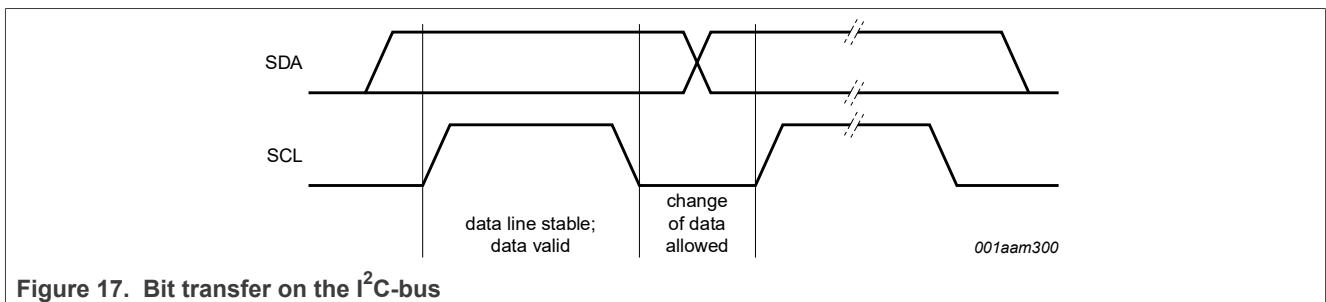 SDA
SCL
data line stable;
data valid
change
of data
allowed
001aam300
Figure 17. Bit transfer on the I²C-bus